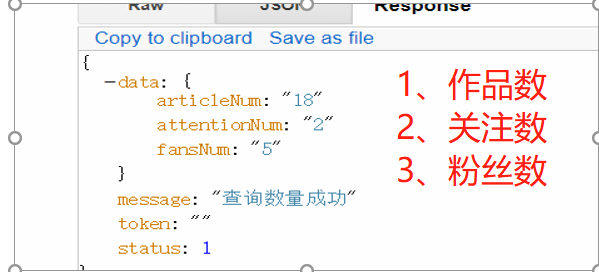 Raw JSON Response
Copy to clipboard Save as file
{
−data: {
articleNum: "18"
attentionNum: "2"
fansNum: "5"
}
message: "查询数量成功"
token: ""
status: 1
}
1、作品数
2、关注数
3、粉丝数